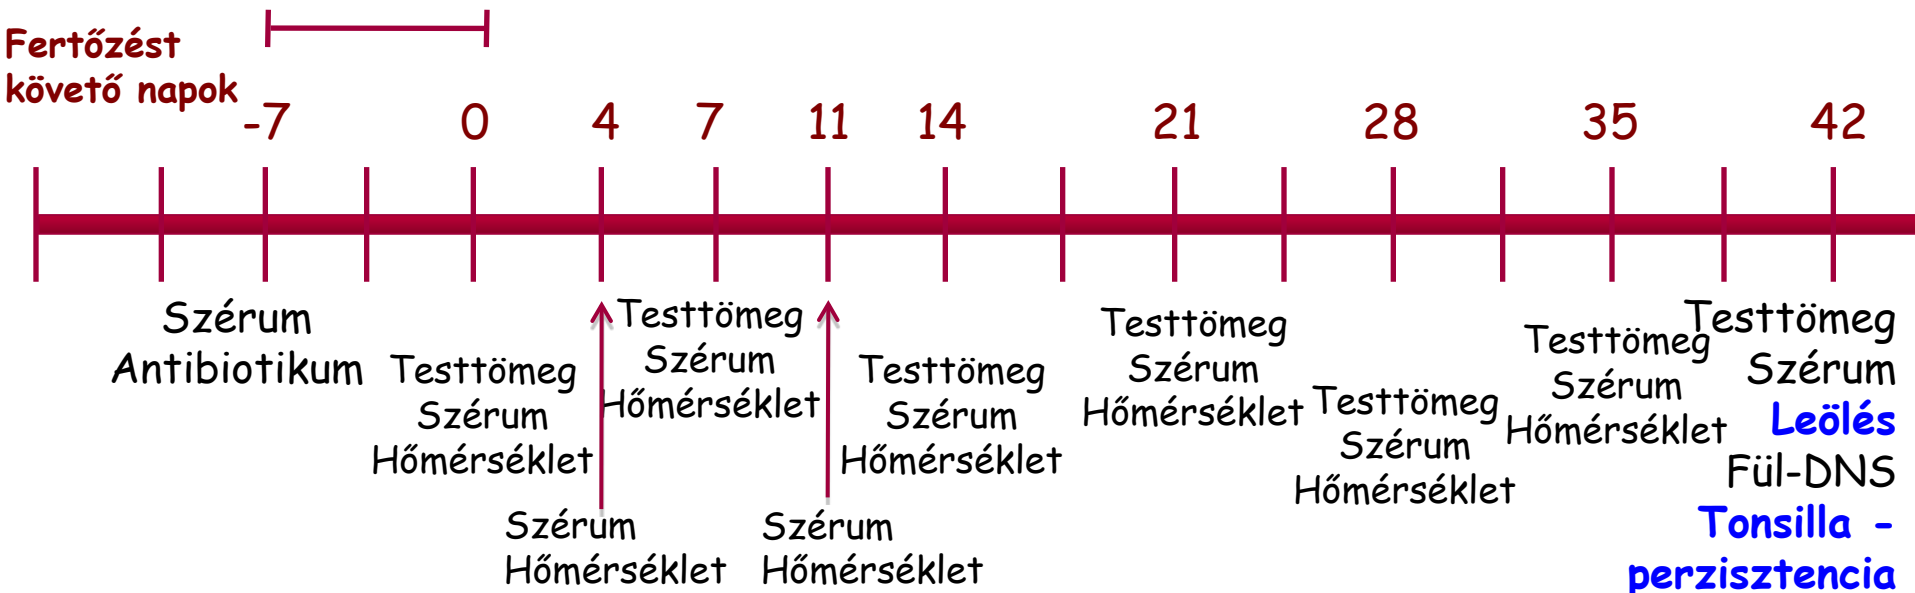 Fertőzést
követő napok
-7 0 4 7 11 14 21 28 35 42
Szérum
Antibiotikum
Testtömeg
Szérum
Hőmérséklet
Szérum
Hőmérséklet
Testtömeg
Szérum
Hőmérséklet
Szérum
Hőmérséklet
Testtömeg
Szérum
Hőmérséklet
Testtömeg
Szérum
Hőmérséklet
Testtömeg
Szérum
Hőmérséklet
Testtömeg
Szérum
Hőmérséklet
Testtömeg
Szérum
Leölés
Fül-DNS
Tonsilla -
perzisztencia